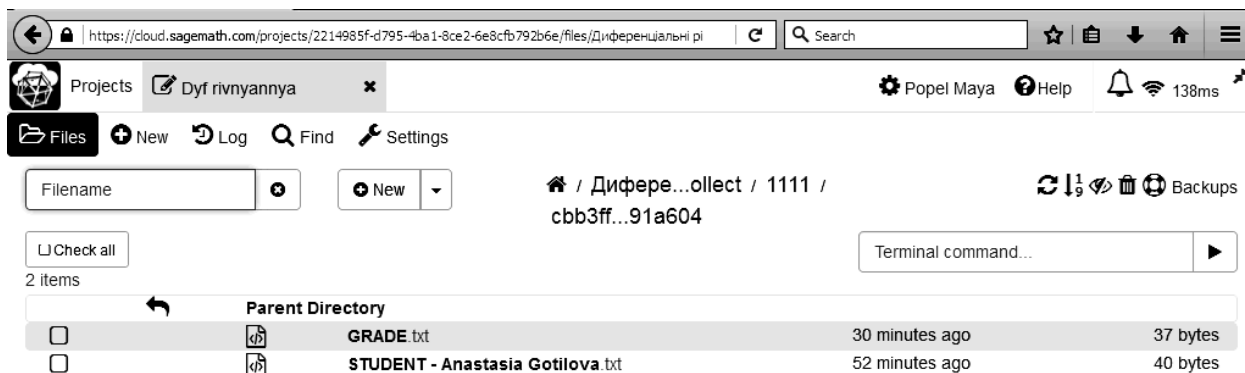 https://cloud.sagemath.com/projects/2214985f-d795-4ba1-8ce2-6e8cfb792b6e/files/Диференціальні рі Search
Projects Dyf rivnyannya Popel Maya Help 138ms
Files New Log Find Settings
Filename New / Дифере...ollect / 1111 / Backups
cbb3ff...91a604
Check all Terminal command...
2 items
Parent Directory
GRADE.txt 30 minutes ago 37 bytes
STUDENT - Anastasia Gotilova.txt 52 minutes ago 40 bytes